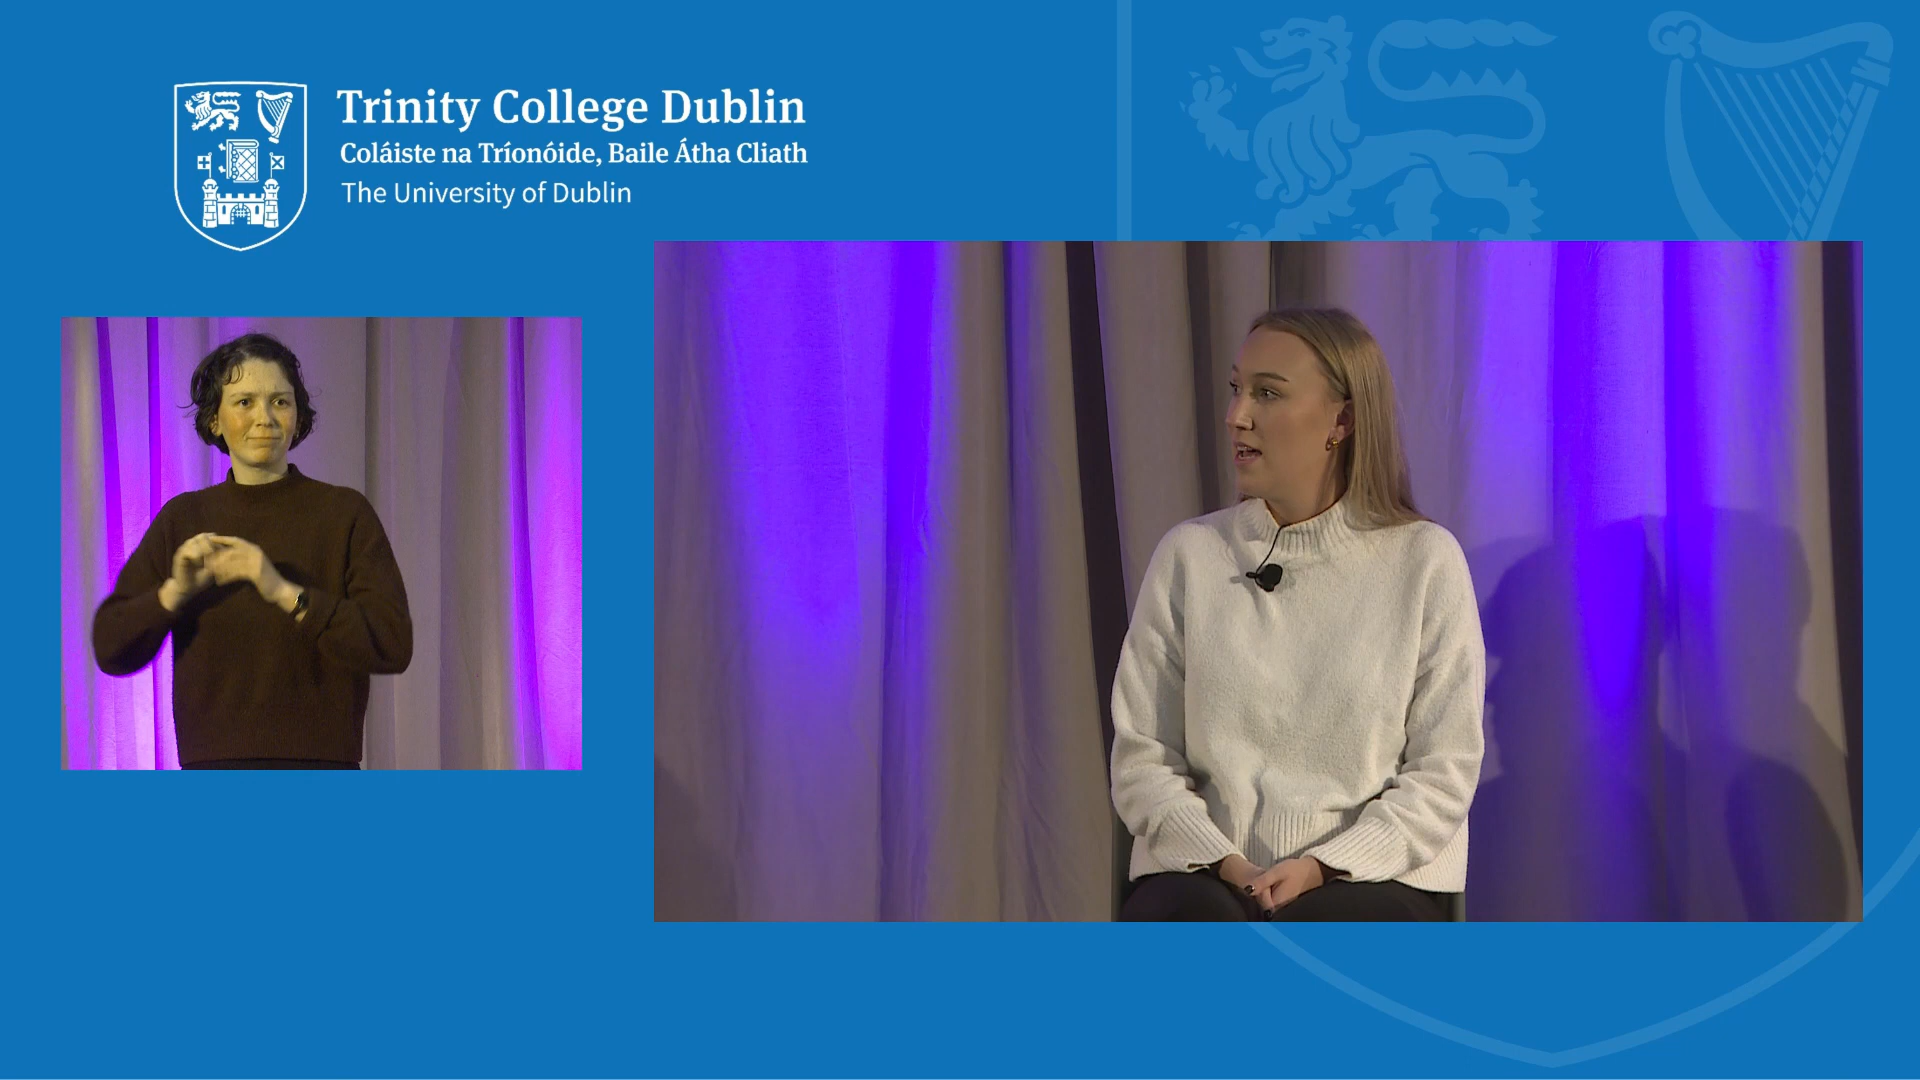 Trinity College Dublin
Coláiste na Tríonóide, Baile Átha Cliath
The University of Dublin